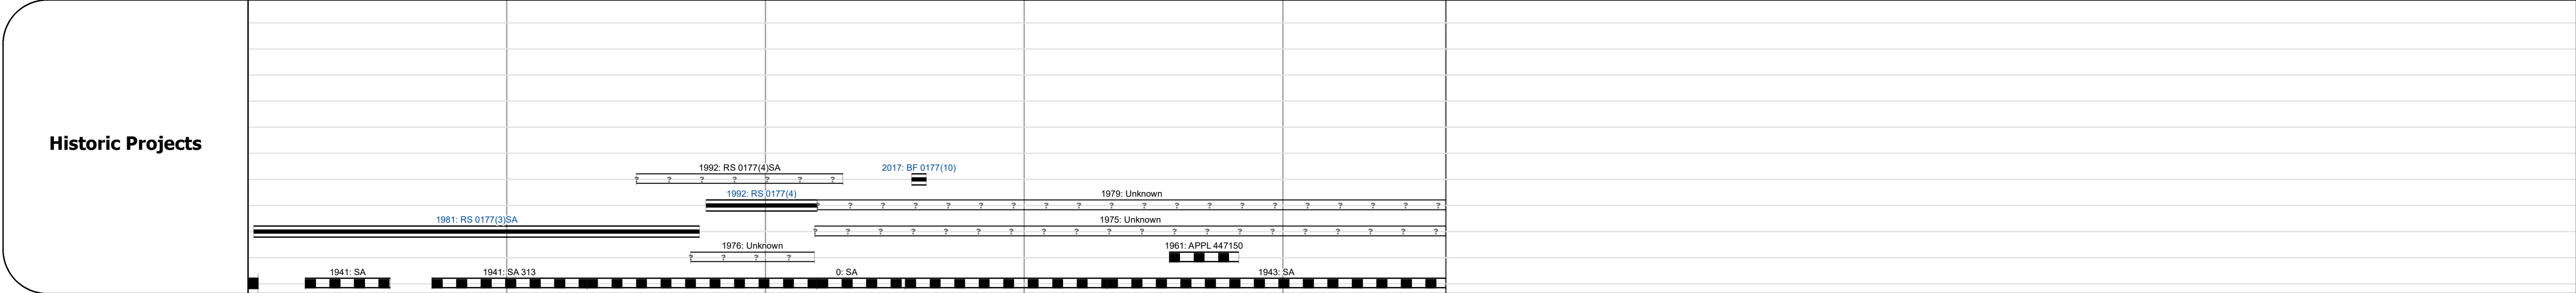 Historic Projects
1992: RS 0177(4)SA
2017: BF 0177(10)
? ? ? ? ? ? ?
1992: RS 0177(4)
1979: Unknown
? ? ? ? ? ? ? ? ? ? ? ? ? ? ? ? ? ? ? ?
1981: RS 0177(3)SA
1975: Unknown
? ? ? ? ? ? ? ? ? ? ? ? ? ? ? ? ? ? ? ?
1976: Unknown
1961: APPL 447150
? ? ? ?
1941: SA
1941: SA 313
0: SA
1943: SA